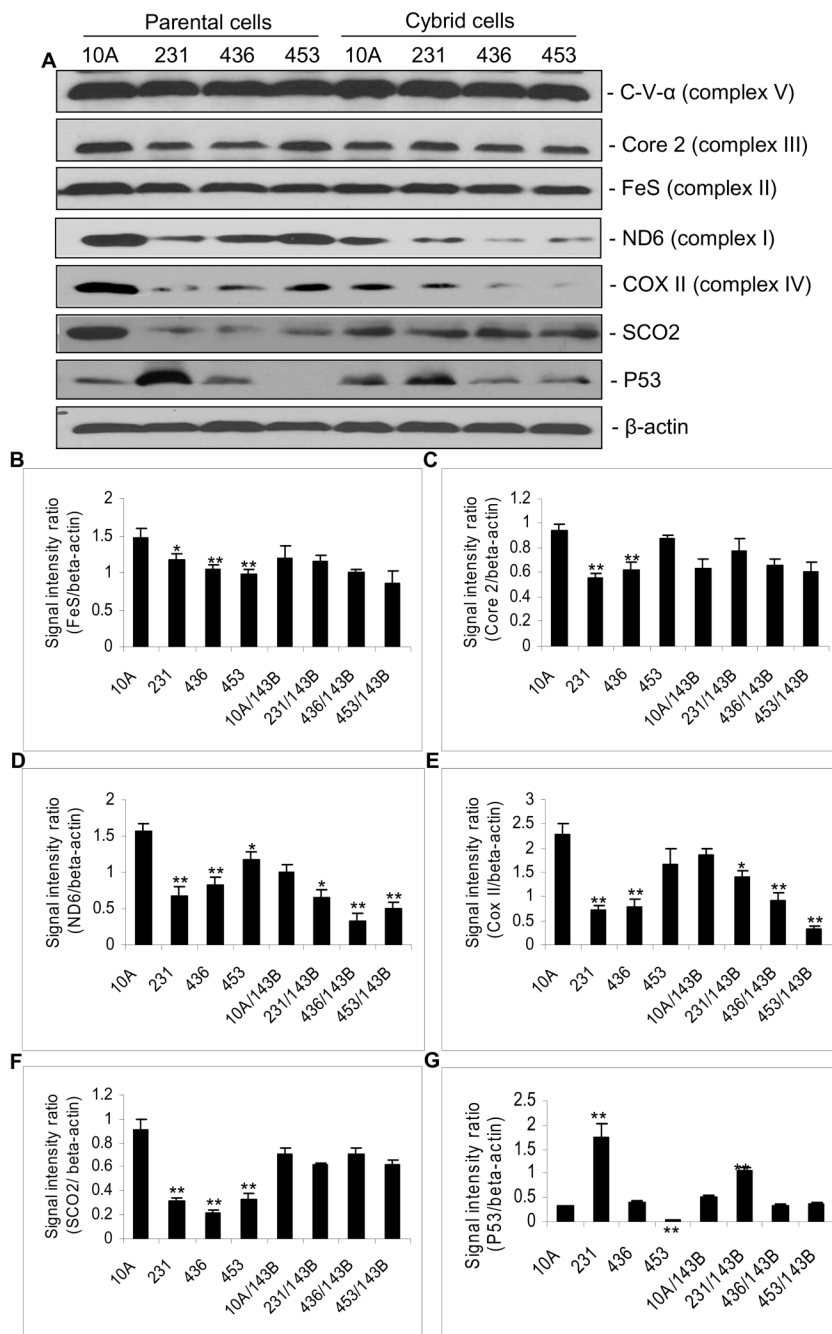 Parental cells Cybrid cells
10A 231 436 453 10A 231 436 453
A
- C-V-α (complex V)
- Core 2 (complex III)
- FeS (complex II)
- ND6 (complex I)
- COX II (complex IV)
- SCO2
- P53
- β-actin
B
Signal intensity ratio
(FeS/beta-actin)
2
1.5
1
0.5
0
* ** **
10A 231 436 453 10A/143B 231/143B 436/143B 453/143B
C
Signal intensity ratio
(Core 2/beta-actin)
1.2
1
0.8
0.6
0.4
0.2
0
** **
10A 231 436 453 10A/143B 231/143B 436/143B 453/143B
D
Signal intensity ratio
(ND6/beta-actin)
2
1.5
1
0.5
0
** ** * * ** **
10A 231 436 453 10A/143B 231/143B 436/143B 453/143B
E
Signal intensity ratio
(Cox II/beta-actin)
3
2.5
2
1.5
1
0.5
0
** ** * ** **
10A 231 436 453 10A/143B 231/143B 436/143B 453/143B
F
Signal intensity ratio
(SCO2/ beta-actin)
1.2
1
0.8
0.6
0.4
0.2
0
** ** **
10A 231 436 453 10A/143B 231/143B 436/143B 453/143B
G
Signal intensity ratio
(P53/beta-actin)
2.5
2
1.5
1
0.5
0
** ** **
10A 231 436 453 10A/143B 231/143B 436/143B 453/143B